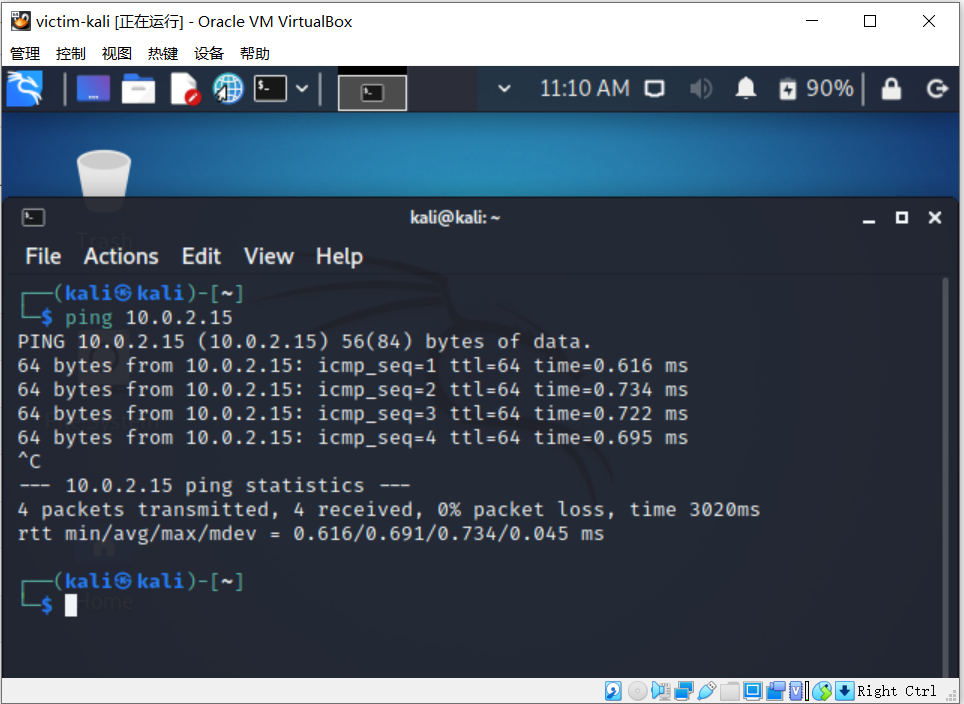 victim-kali [正在运行] - Oracle VM VirtualBox
管理 控制 视图 热键 设备 帮助
11:10 AM 90%
Trash
kali@kali: ~
File Actions Edit View Help
┌──(kali㉿kali)-[~]
└─$ ping 10.0.2.15
PING 10.0.2.15 (10.0.2.15) 56(84) bytes of data.
64 bytes from 10.0.2.15: icmp_seq=1 ttl=64 time=0.616 ms
64 bytes from 10.0.2.15: icmp_seq=2 ttl=64 time=0.734 ms
64 bytes from 10.0.2.15: icmp_seq=3 ttl=64 time=0.722 ms
64 bytes from 10.0.2.15: icmp_seq=4 ttl=64 time=0.695 ms
^C
--- 10.0.2.15 ping statistics ---
4 packets transmitted, 4 received, 0% packet loss, time 3020ms
rtt min/avg/max/mdev = 0.616/0.691/0.734/0.045 ms
┌──(kali㉿kali)-[~]
└─$
Home
Right Ctrl